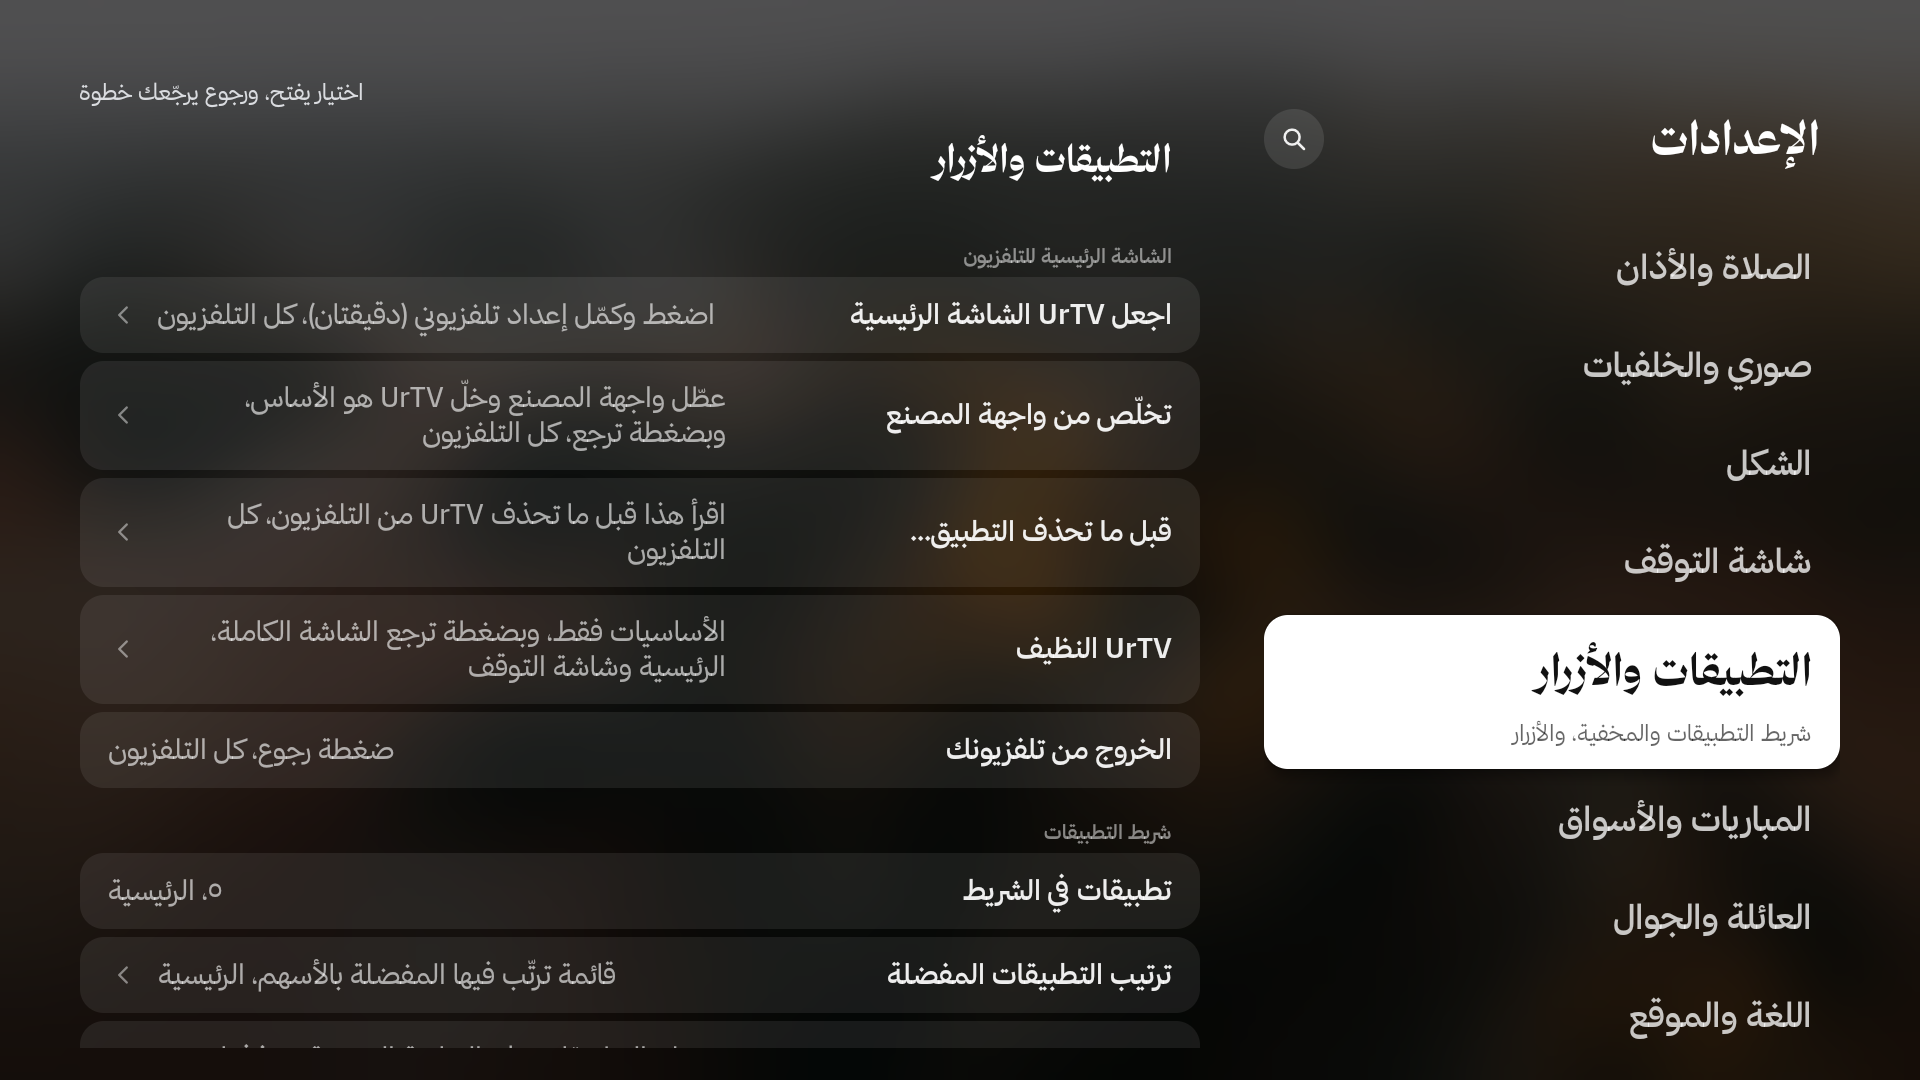 الإعدادات
الصلاة والأذان
صوري والخلفيات
الشكل
شاشة التوقف
التطبيقات والأزرار
شريط التطبيقات والمخفية، والأزرار
المباريات والأسواق
العائلة والجوال
اللغة والموقع
اختيار يفتح، ورجوع يرجّعك خطوة
التطبيقات والأزرار
الشاشة الرئيسية للتلفزيون
اجعل UrTV الشاشة الرئيسية
اضغط وكمّل إعداد تلفزيوني (دقيقتان)، كل التلفزيون
تخلّص من واجهة المصنع
عطّل واجهة المصنع وخلّ UrTV هو الأساس،
وبضغطة ترجع، كل التلفزيون
قبل ما تحذف التطبيق...
اقرأ هذا قبل ما تحذف UrTV من التلفزيون، كل
التلفزيون
UrTV النظيف
الأساسيات فقط، وبضغطة ترجع الشاشة الكاملة،
الرئيسية وشاشة التوقف
الخروج من تلفزيونك
ضغطة رجوع، كل التلفزيون
شريط التطبيقات
تطبيقات في الشريط
٥، الرئيسية
ترتيب التطبيقات المفضلة
قائمة ترتّب فيها المفضلة بالأسهم، الرئيسية